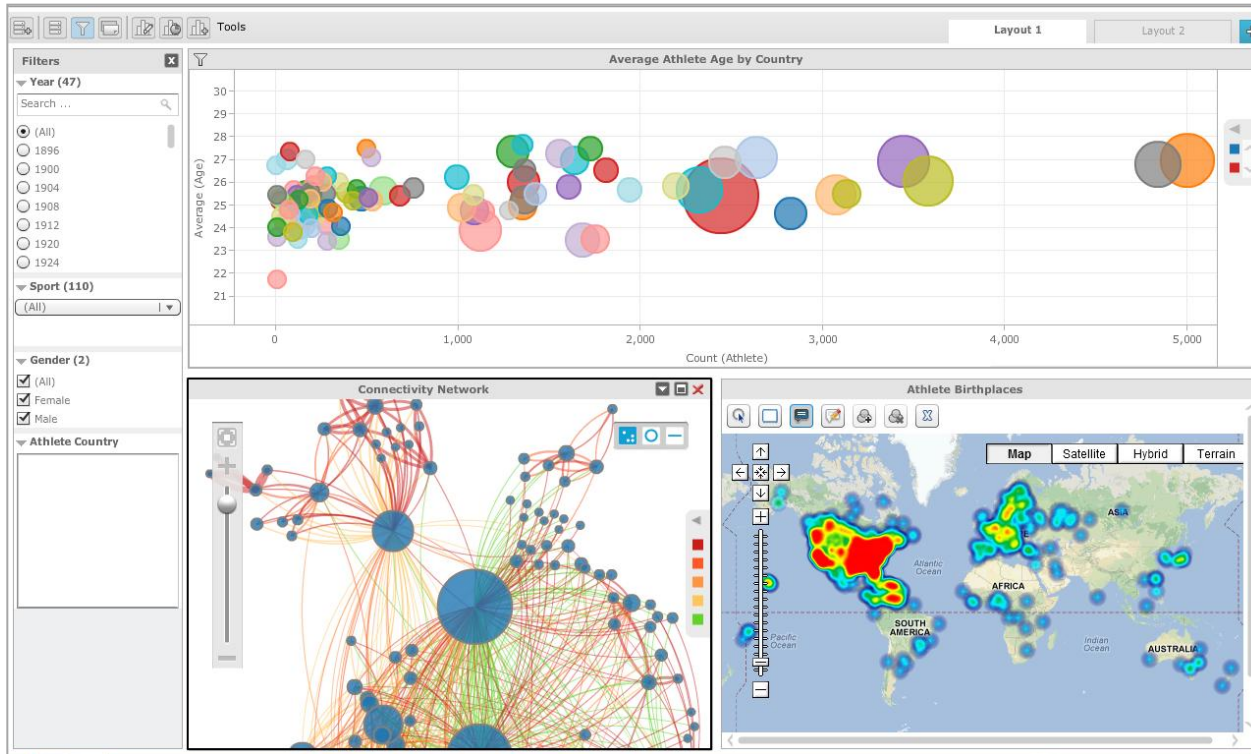 Tools
Layout 1
Layout 2
Filters
Year (47)
Search ...
(All)
1896
1900
1904
1908
1912
1920
1924
Sport (110)
(All)
Gender (2)
(All)
Female
Male
Athlete Country
Average Athlete Age by Country
Average (Age)
30
29
28
27
26
25
24
23
22
21
0
1,000
2,000
3,000
4,000
5,000
Count (Athlete)
Connectivity Network
Athlete Birthplaces
Map
Satellite
Hybrid
Terrain
ASIA
Atlantic
Ocean
AFRICA
SOUTH
AMERICA
Pacific
Ocean
Indian
Ocean
AUSTRALIA